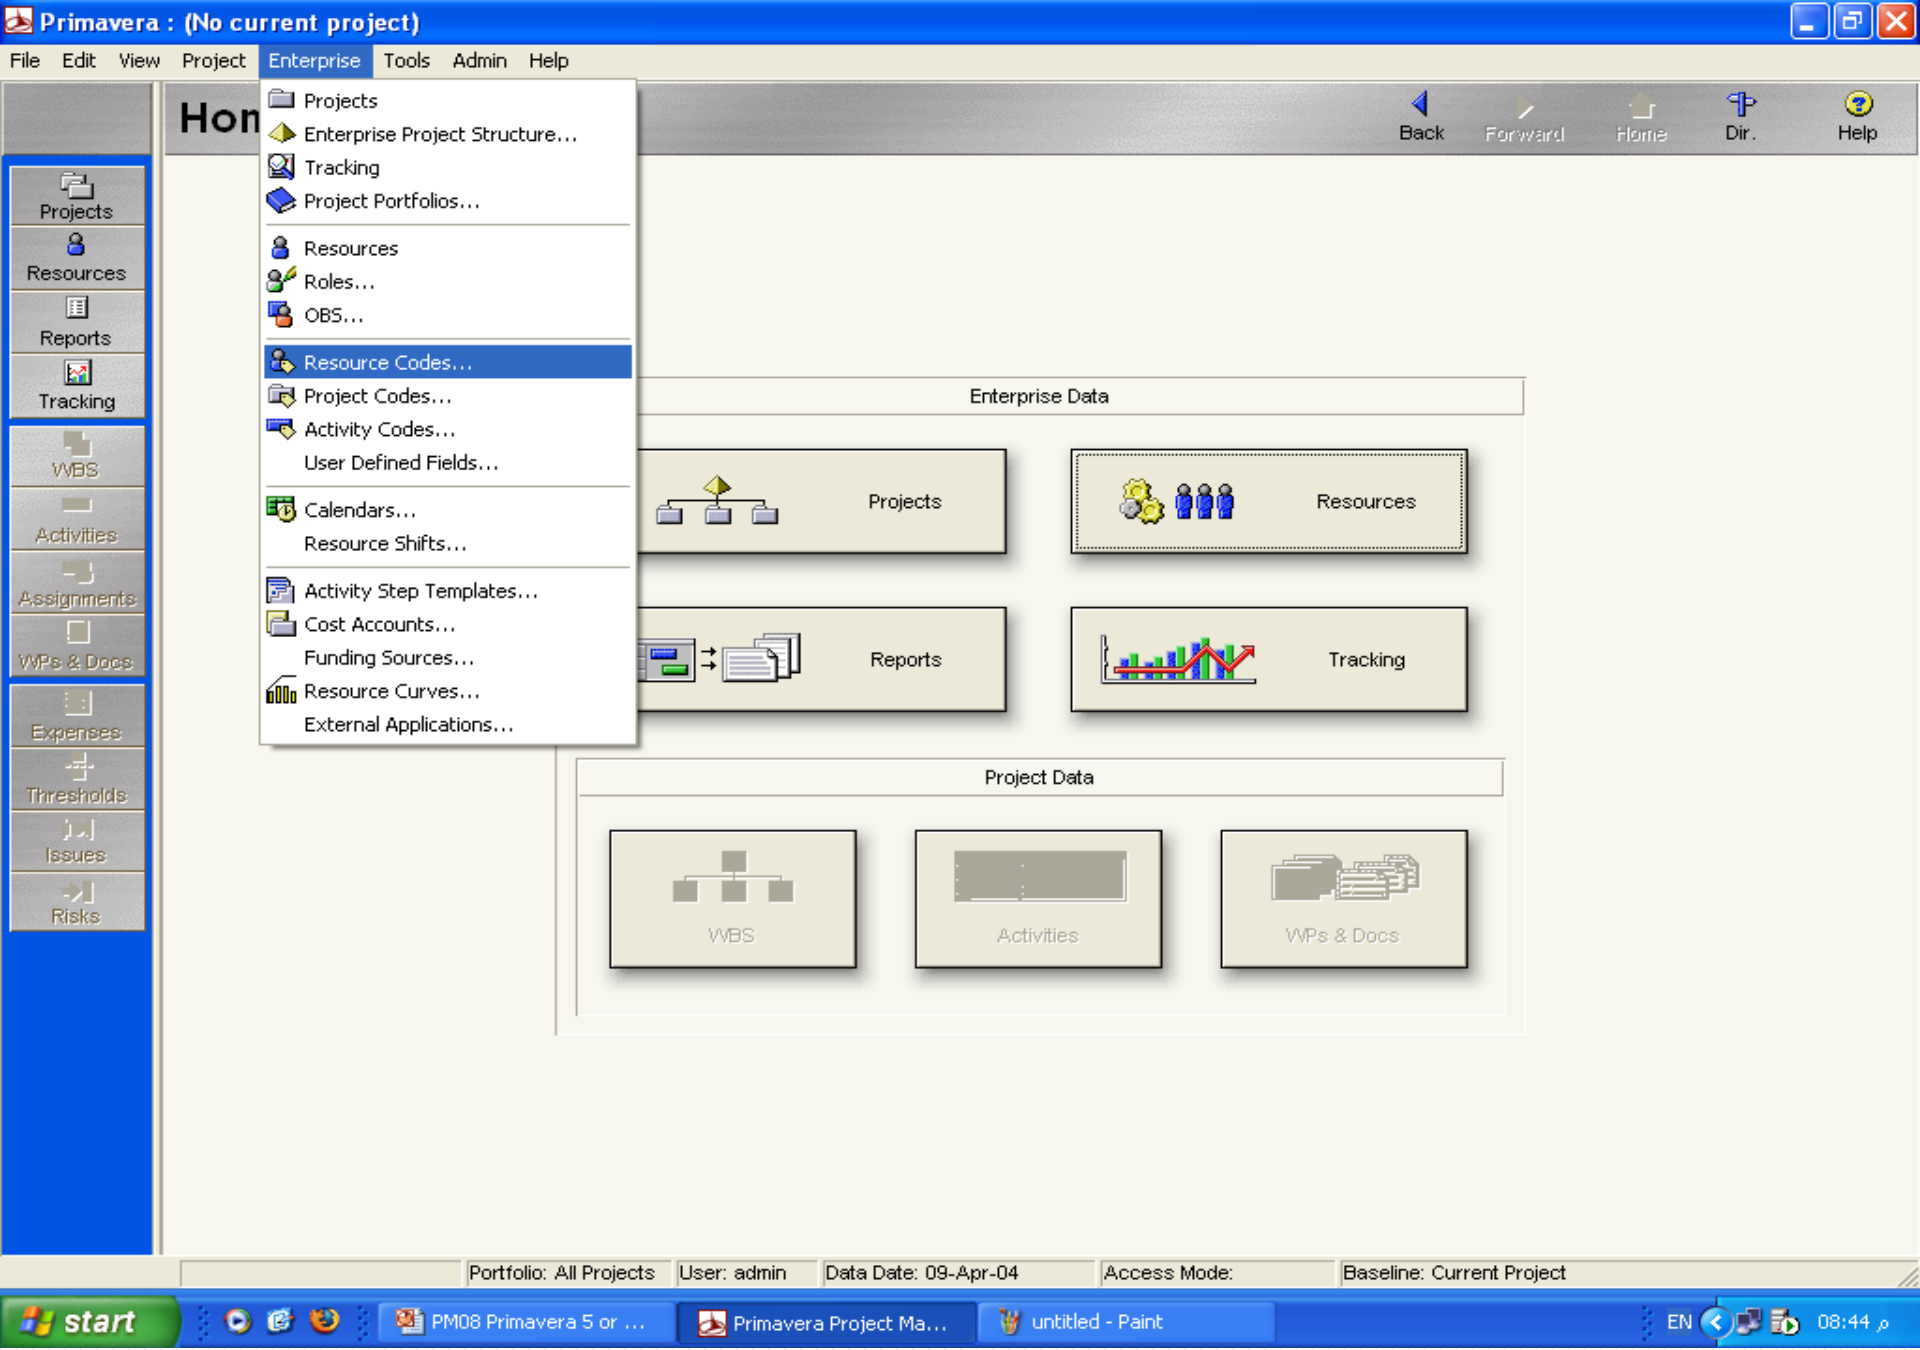 Primavera : (No current project)
File Edit View Project Enterprise Tools Admin Help
Projects
Enterprise Project Structure...
Tracking
Project Portfolios...
Resources
Roles...
OBS...
Resource Codes...
Project Codes...
Activity Codes...
User Defined Fields...
Calendars...
Resource Shifts...
Activity Step Templates...
Cost Accounts...
Funding Sources...
Resource Curves...
External Applications...
Hom
Back Forward Home Dir. Help
Projects
Resources
Reports
Tracking
WBS
Activities
Assignments
WPs & Docs
Expenses
Thresholds
Issues
Risks
Enterprise Data
Projects Resources
Reports Tracking
Project Data
WBS Activities WPs & Docs
Portfolio: All Projects User: admin Data Date: 09-Apr-04 Access Mode: Baseline: Current Project
start PM08 Primavera 5 or ... Primavera Project Ma... untitled - Paint EN 08:44 م